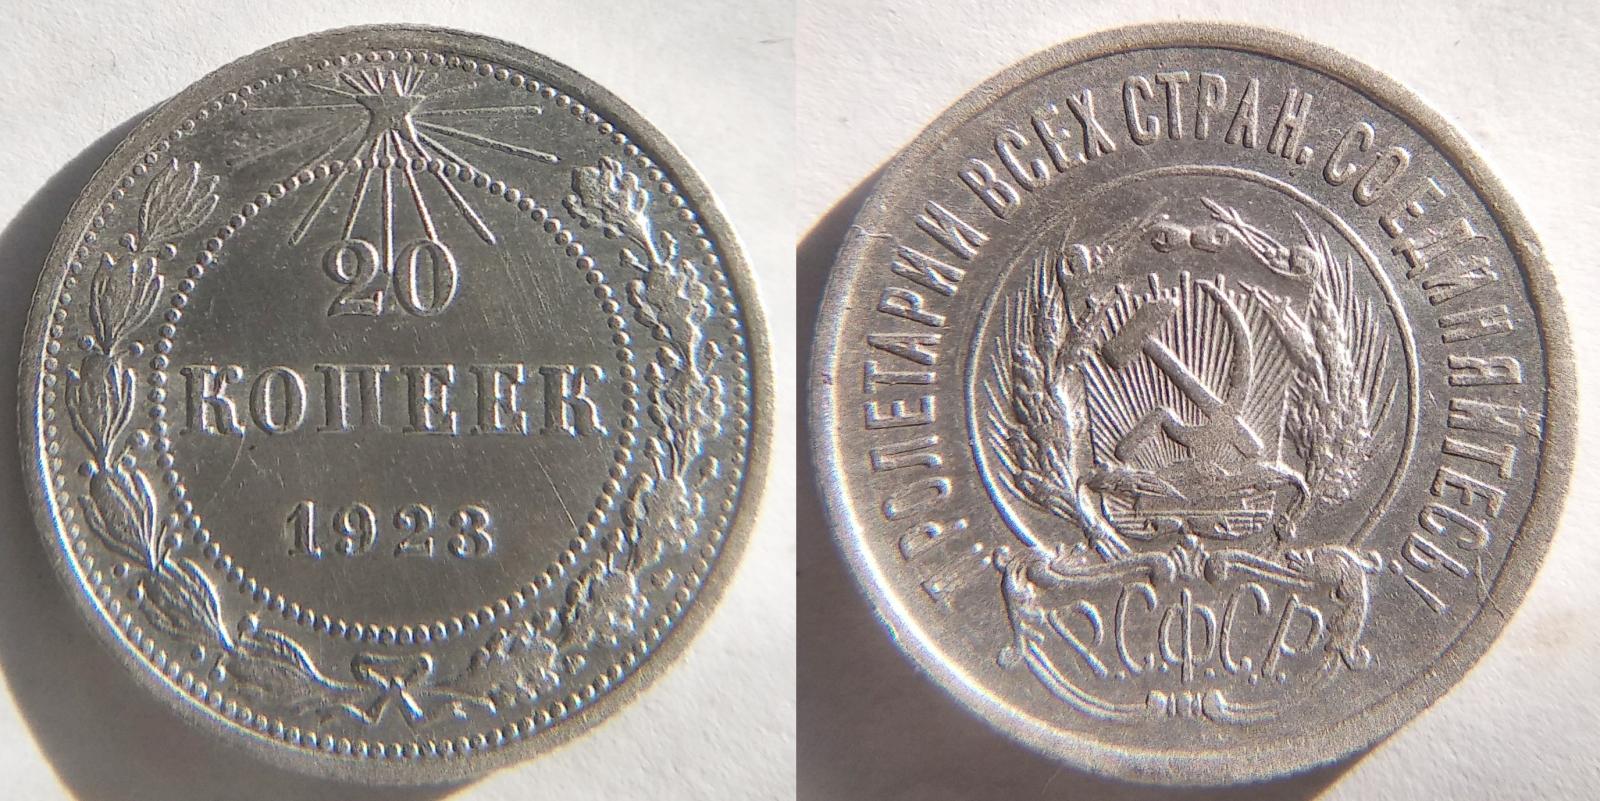 20
КОПЕЕК
1923
ПРОЛЕТАРИИ ВСЕХ СТРАН, СОЕДИНЯЙТЕСЬ!
Р.С.Ф.С.Р.